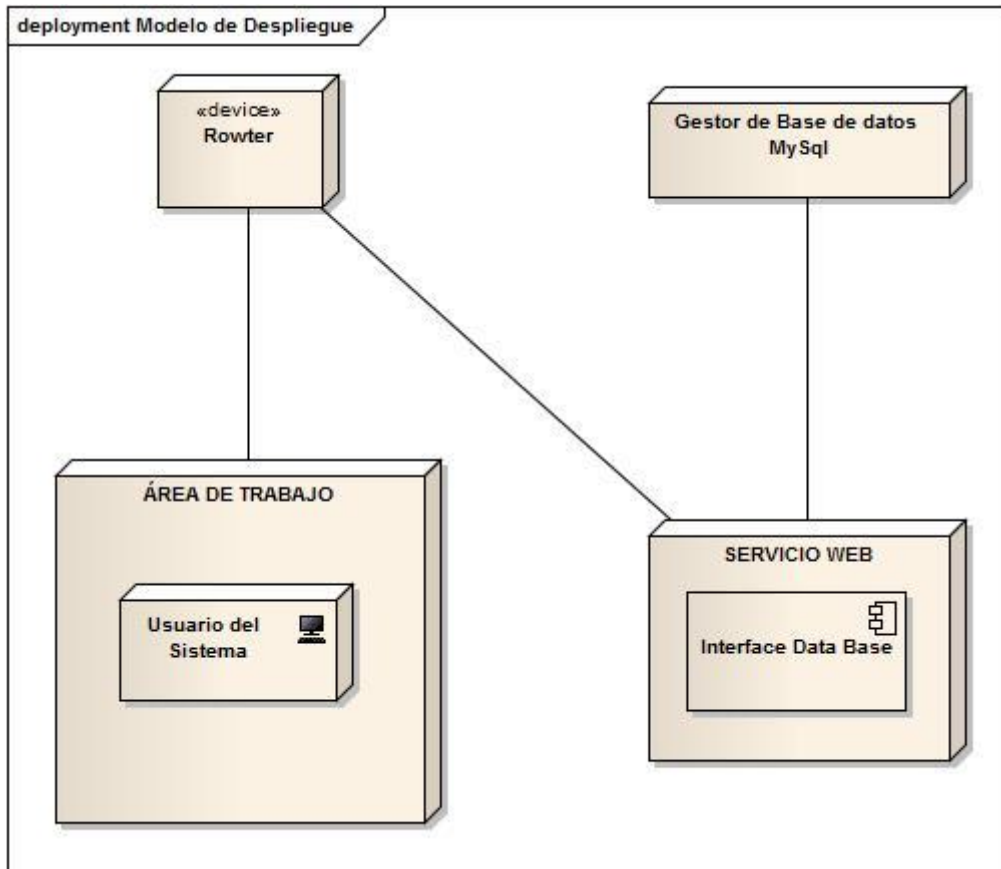 deployment Modelo de Despliegue
«device»
Rowter
Gestor de Base de datos
MySql
ÁREA DE TRABAJO
Usuario del
Sistema
SERVICIO WEB
Interface Data Base